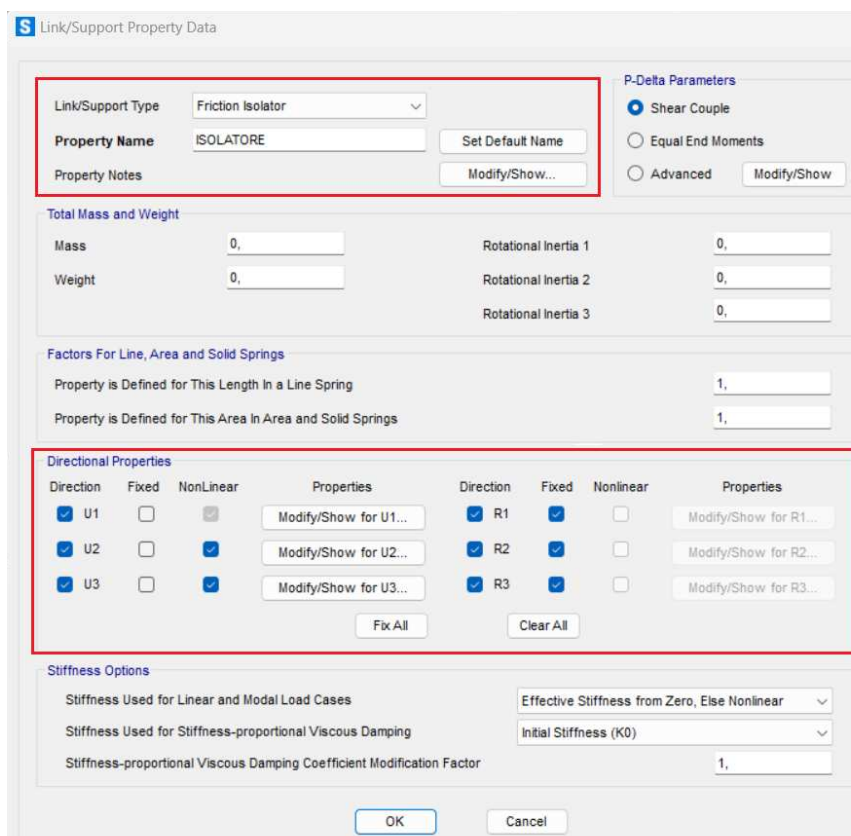 S Link/Support Property Data
Link/Support Type Friction Isolator
Property Name ISOLATORE Set Default Name
Property Notes Modify/Show...
P-Delta Parameters
Shear Couple
Equal End Moments
Advanced Modify/Show
Total Mass and Weight
Mass 0, Rotational Inertia 1 0,
Weight 0, Rotational Inertia 2 0,
Rotational Inertia 3 0,
Factors For Line, Area and Solid Springs
Property is Defined for This Length In a Line Spring 1,
Property is Defined for This Area In Area and Solid Springs 1,
Directional Properties
Direction Fixed NonLinear Properties Direction Fixed Nonlinear Properties
U1 Modify/Show for U1... R1 Modify/Show for R1...
U2 Modify/Show for U2... R2 Modify/Show for R2...
U3 Modify/Show for U3... R3 Modify/Show for R3...
Fix All Clear All
Stiffness Options
Stiffness Used for Linear and Modal Load Cases Effective Stiffness from Zero, Else Nonlinear
Stiffness Used for Stiffness-proportional Viscous Damping Initial Stiffness (K0)
Stiffness-proportional Viscous Damping Coefficient Modification Factor 1,
OK Cancel